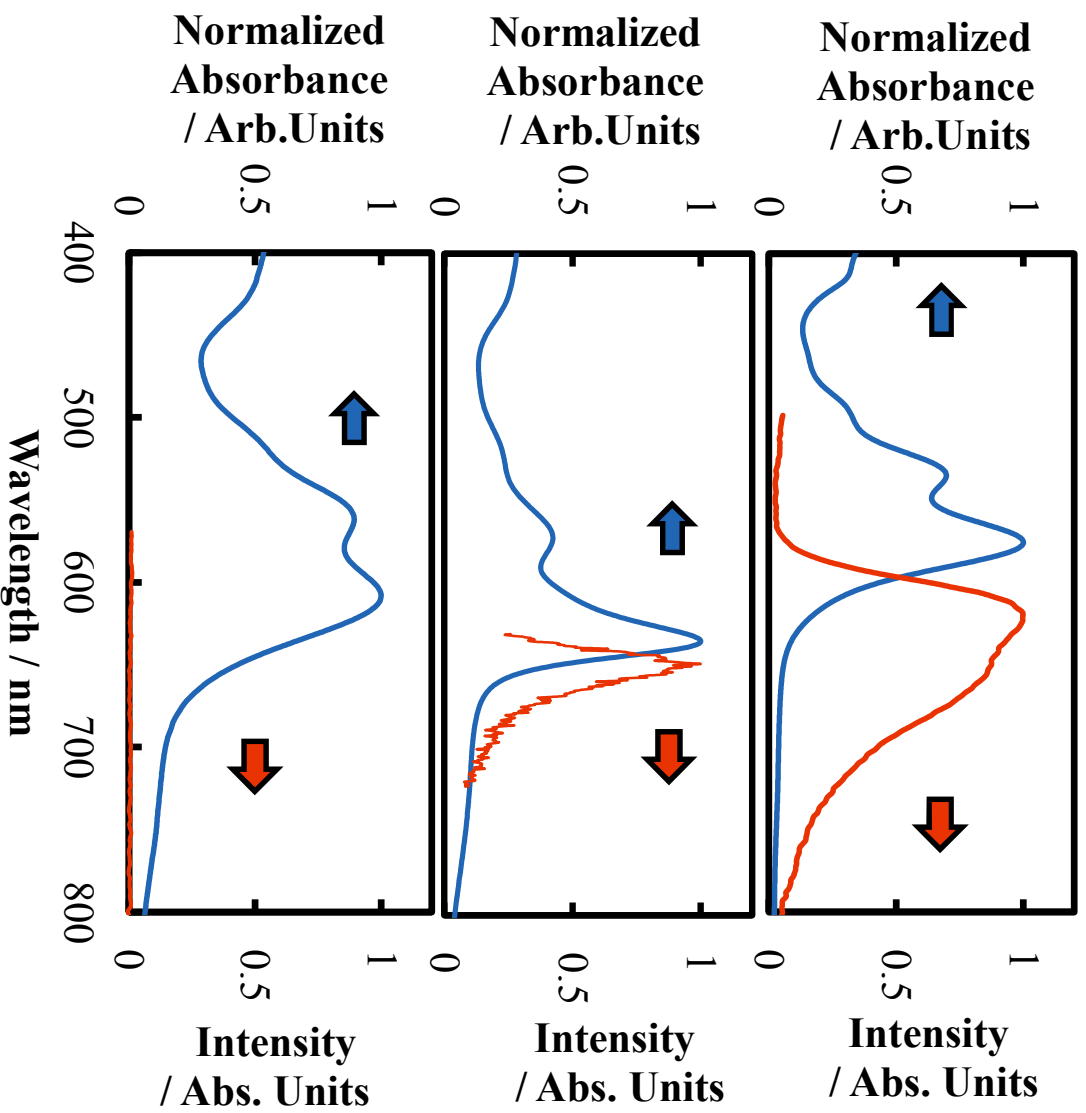 Normalized
Absorbance
/ Arb.Units
Normalized
Absorbance
/ Arb.Units
Normalized
Absorbance
/ Arb.Units
0
0.5
1
0
0.5
1
0
0.5
1
400
500
600
700
800
Wavelength / nm
0
0.5
1
0
0.5
1
0
0.5
1
Intensity
/ Abs. Units
Intensity
/ Abs. Units
Intensity
/ Abs. Units